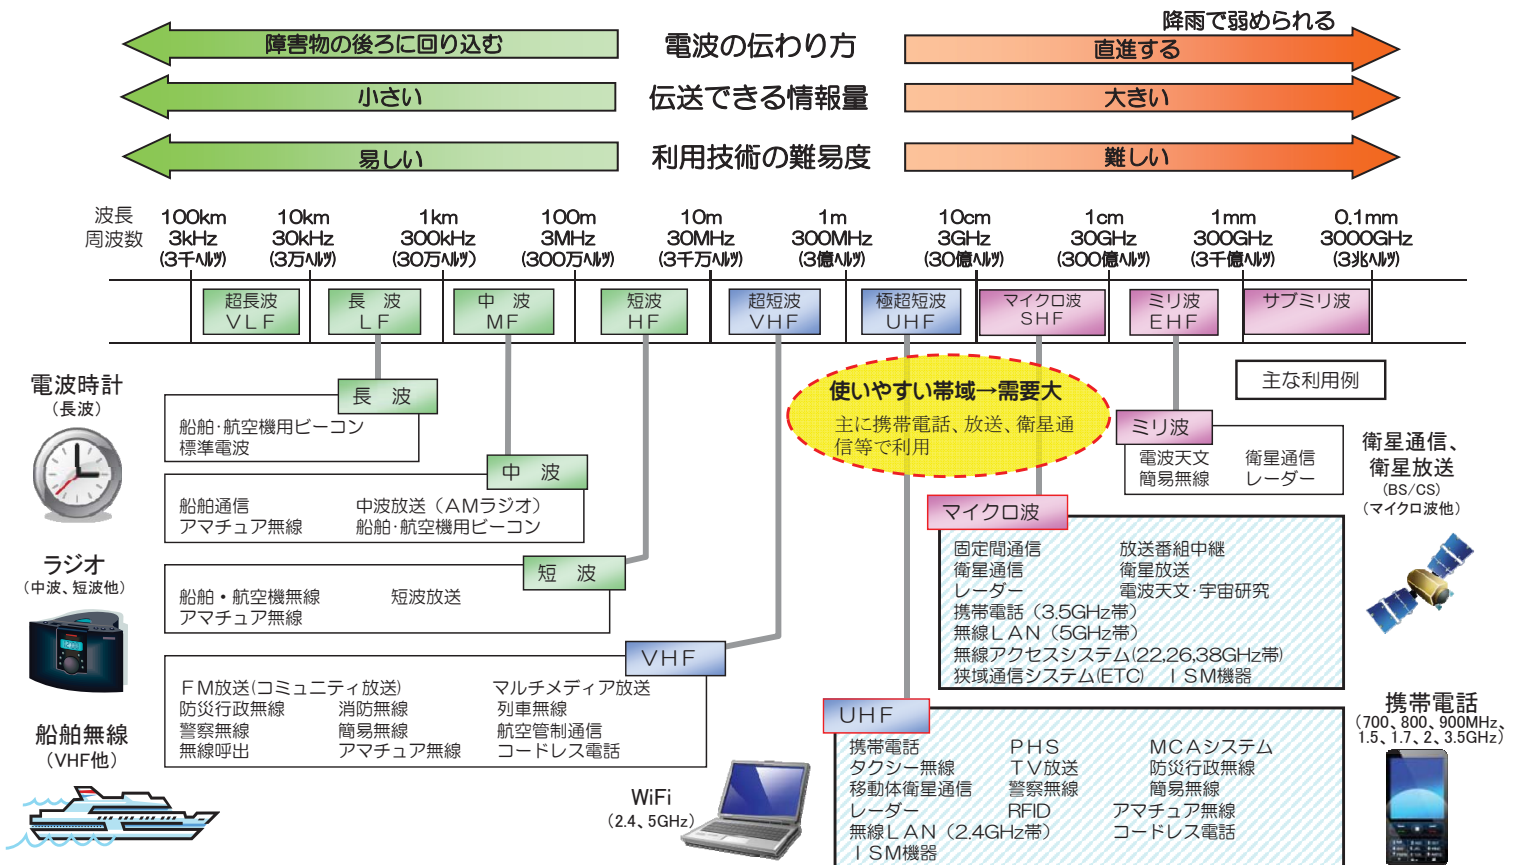 降雨で弱められる
障害物の後ろに回り込む 電波の伝わり方 直進する
小さい 伝送できる情報量 大きい
易しい 利用技術の難易度 難しい
波長 100km 10km 1km 100m 10m 1m 10cm 1cm 1mm 0.1mm
周波数 3kHz 30kHz 300kHz 3MHz 30MHz 300MHz 3GHz 30GHz 300GHz 3000GHz
(3千ヘルツ) (3万ヘルツ) (30万ヘルツ) (300万ヘルツ) (3千万ヘルツ) (3億ヘルツ) (30億ヘルツ) (300億ヘルツ) (3千億ヘルツ) (3兆ヘルツ)
超長波 長 波 中 波 短波 超短波 極超短波 マイクロ波 ミリ波 サブミリ波
VLF LF MF HF VHF UHF SHF EHF
主な利用例
電波時計
(長波)
長 波
船舶・航空機用ビーコン
標準電波
中 波
船舶通信 中波放送（AMラジオ）
アマチュア無線 船舶・航空機用ビーコン
ラジオ
(中波、短波他)
短 波
船舶・航空機無線 短波放送
アマチュア無線
VHF
FM放送(コミュニティ放送) マルチメディア放送
防災行政無線 消防無線 列車無線
警察無線 簡易無線 航空管制通信
無線呼出 アマチュア無線 コードレス電話
船舶無線
(VHF他)
WiFi
(2.4、5GHz)
使いやすい帯域→需要大
主に携帯電話、放送、衛星通
信等で利用
ミリ波
電波天文 衛星通信
簡易無線 レーダー
衛星通信、
衛星放送
(BS/CS)
(マイクロ波他)
マイクロ波
固定間通信 放送番組中継
衛星通信 衛星放送
レーダー 電波天文・宇宙研究
携帯電話（3.5GHz帯）
無線LAN（5GHz帯）
無線アクセスシステム(22,26,38GHz帯)
狭域通信システム(ETC) ISM機器
UHF
携帯電話 PHS MCAシステム
タクシー無線 TV放送 防災行政無線
移動体衛星通信 警察無線 簡易無線
レーダー RFID アマチュア無線
無線LAN（2.4GHz帯） コードレス電話
ISM機器
携帯電話
(700、800、900MHz、
1.5、1.7、2、3.5GHz)